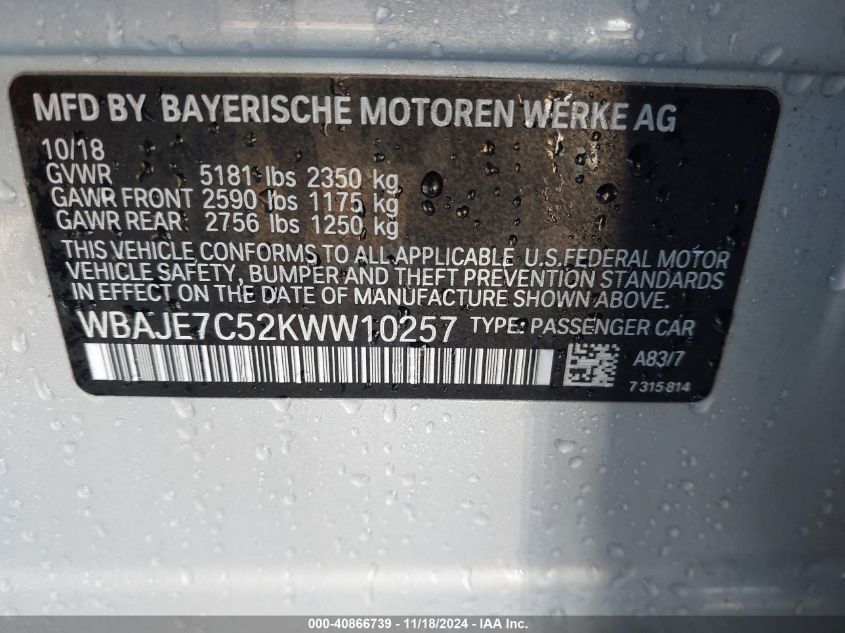 MFD BY BAYERISCHE MOTOREN WERKE AG
10/18
GVWR 5181 lbs 2350 kg
GAWR FRONT 2590 lbs 1175 kg
GAWR REAR 2756 lbs 1250 kg
THIS VEHICLE CONFORMS TO ALL APPLICABLE U.S.FEDERAL MOTOR
VEHICLE SAFETY, BUMPER AND THEFT PREVENTION STANDARDS
IN EFFECT ON THE DATE OF MANUFACTURE SHOWN ABOVE.
WBAJE7C52KWW10257 TYPE: PASSENGER CAR
A83/7
7 315 814
000-40866739 - 11/18/2024 - IAA Inc.